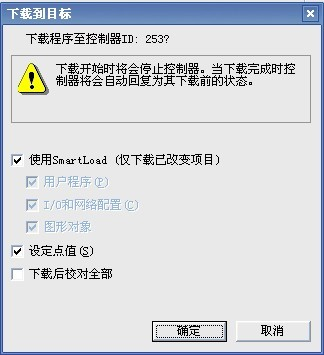 下载到目标
下载程序至控制器ID: 253?
下载开始时将会停止控制器。当下载完成时控
制器将会自动回复为其下载前的状态。
使用SmartLoad (仅下载已改变项目)
用户程序(P)
I/O和网络配置(C)
图形对象
设定点值(S)
下载后校对全部
确定
取消